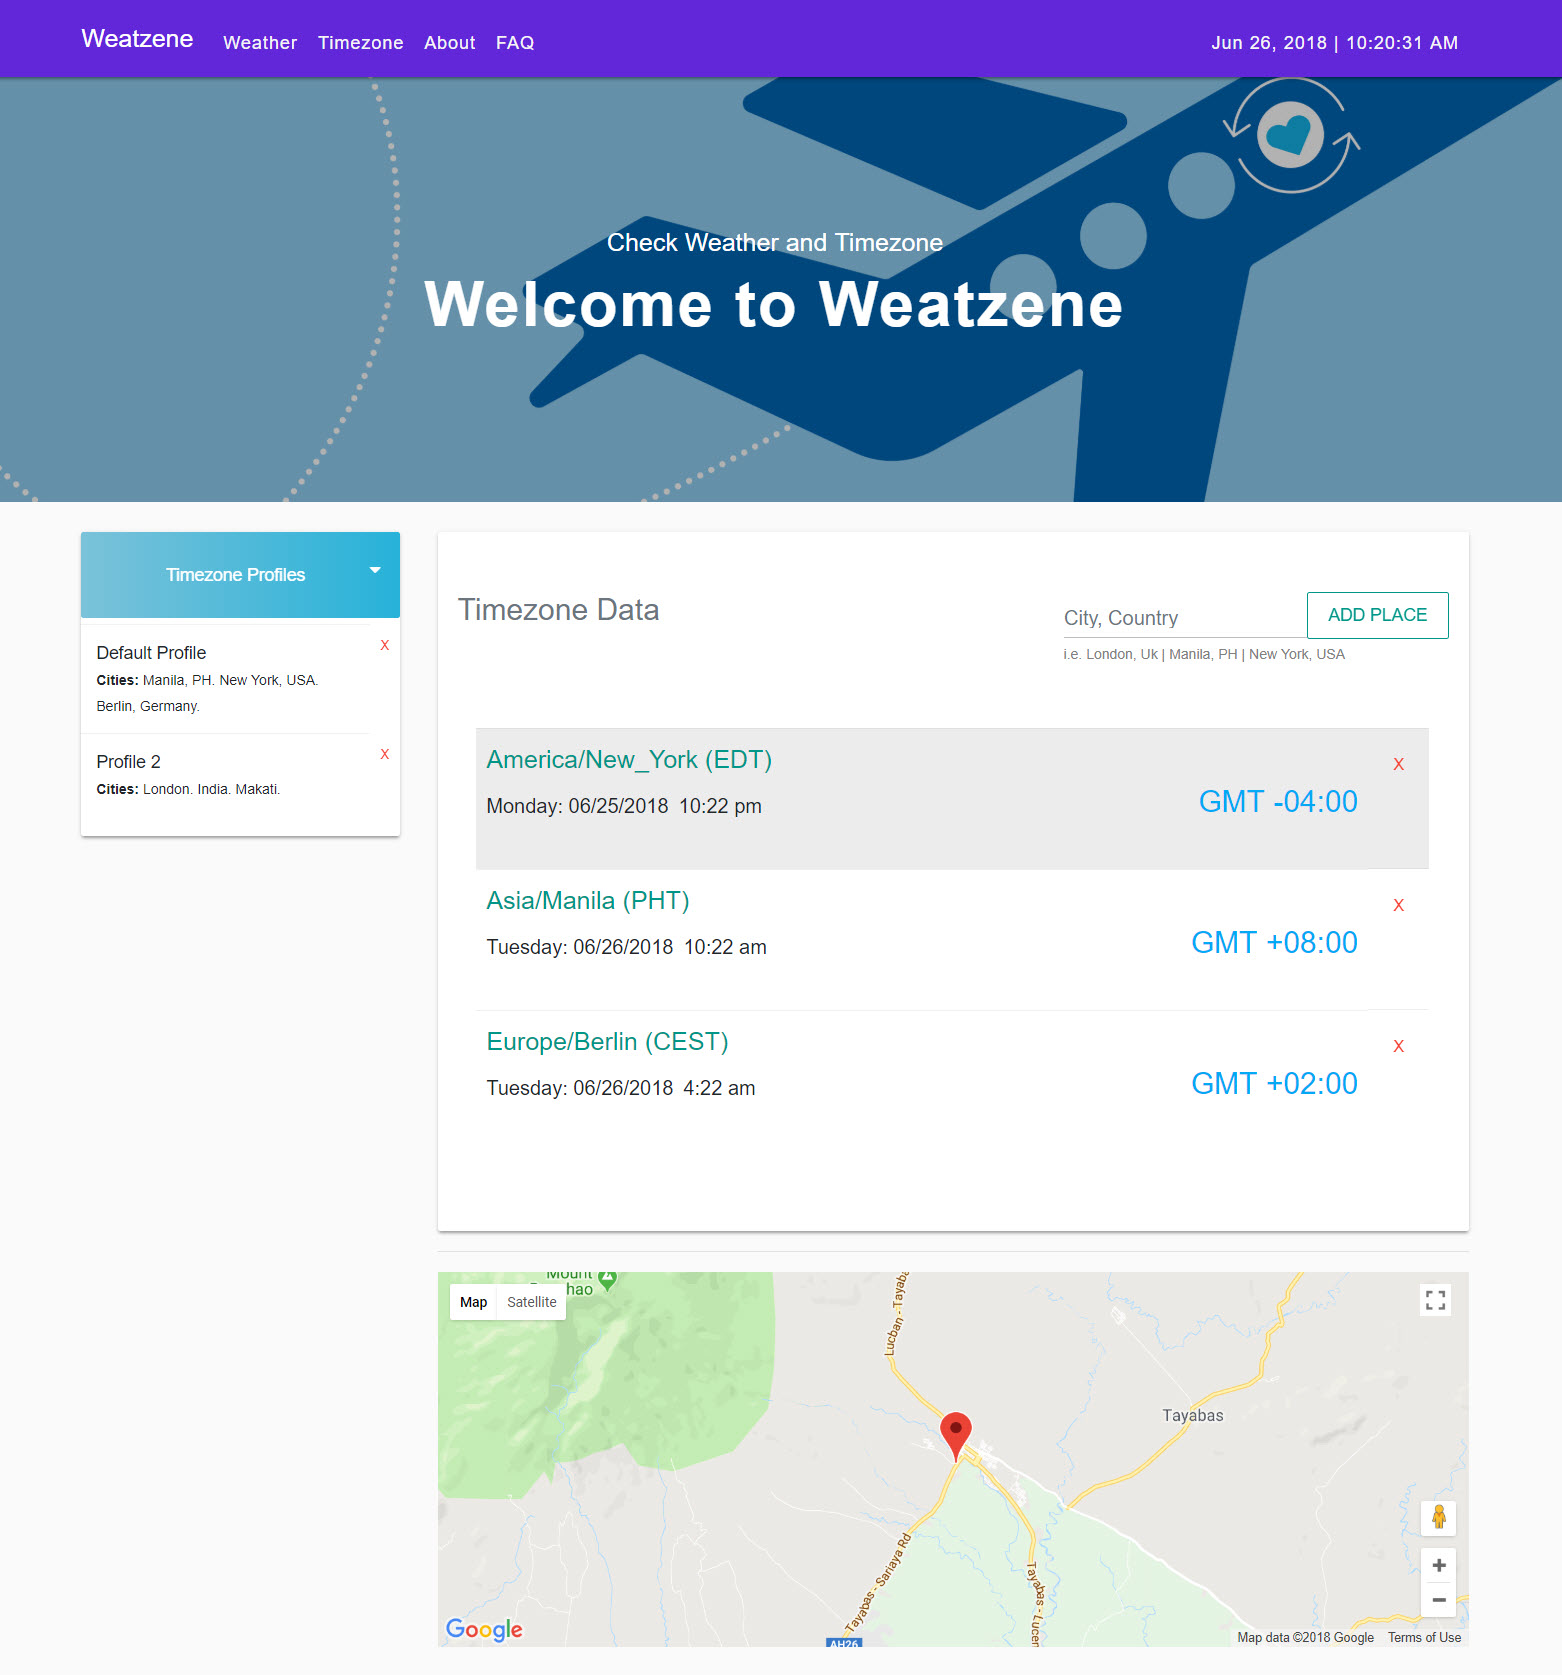 Weatzene
Weather Timezone About FAQ
Jun 26, 2018 | 10:20:31 AM
Check Weather and Timezone
Welcome to Weatzene
Timezone Profiles
Default Profile
X
Cities: Manila, PH. New York, USA.
Berlin, Germany.
Profile 2
X
Cities: London. India. Makati.
Timezone Data
City, Country
ADD PLACE
i.e. London, Uk | Manila, PH | New York, USA
America/New_York (EDT)
X
Monday: 06/25/2018 10:22 pm
GMT -04:00
Asia/Manila (PHT)
X
Tuesday: 06/26/2018 10:22 am
GMT +08:00
Europe/Berlin (CEST)
X
Tuesday: 06/26/2018 4:22 am
GMT +02:00
Mount
hao
Map Satellite
Lucban - Tayaba
Tayabas
Tayabas - Sariaya Rd
Tayabas - Lucen
AH26
Google
Map data ©2018 Google Terms of Use